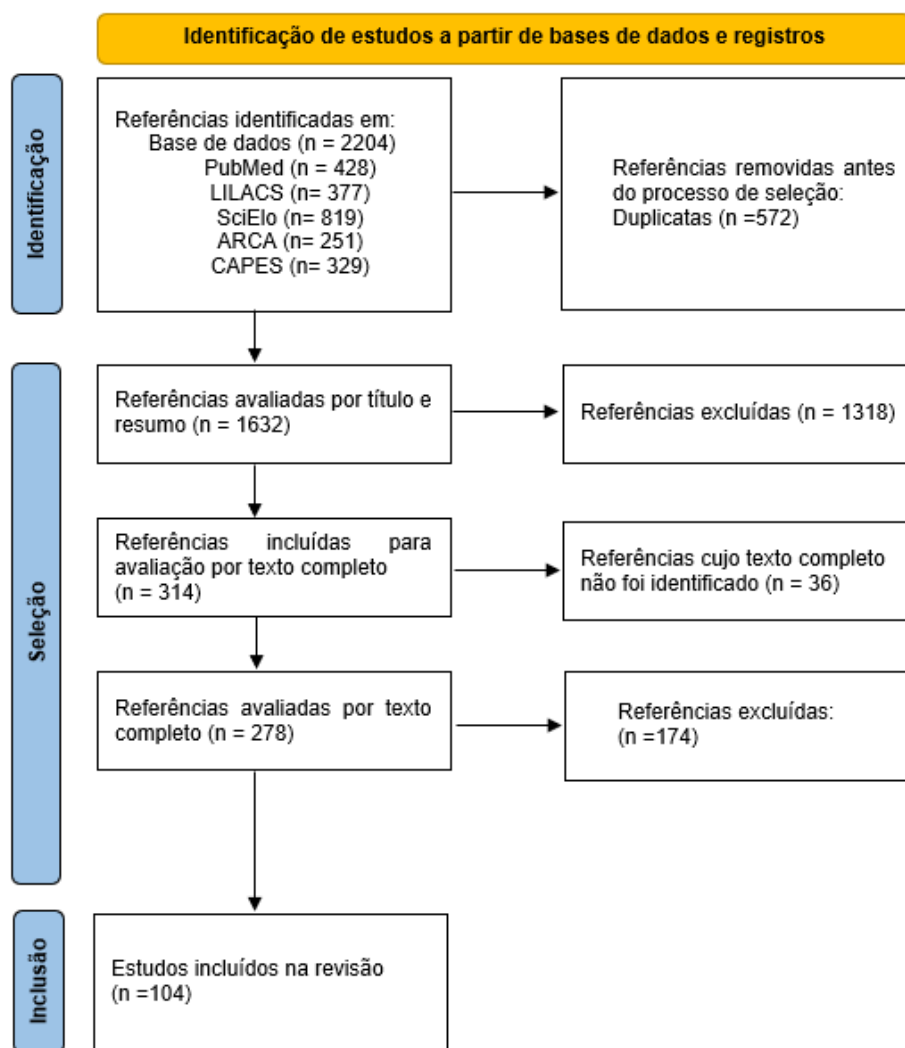 Identificação de estudos a partir de bases de dados e registros
Identificação
Referências identificadas em:
Base de dados (n = 2204)
PubMed (n = 428)
LILACS (n= 377)
SciElo (n= 819)
ARCA (n= 251)
CAPES (n= 329)
Referências removidas antes
do processo de seleção:
Duplicatas (n =572)
Seleção
Referências avaliadas por título e
resumo (n = 1632)
Referências excluídas (n = 1318)
Referências incluídas para
avaliação por texto completo
(n = 314)
Referências cujo texto completo
não foi identificado (n = 36)
Referências avaliadas por texto
completo (n = 278)
Referências excluídas:
(n =174)
Inclusão
Estudos incluídos na revisão
(n =104)